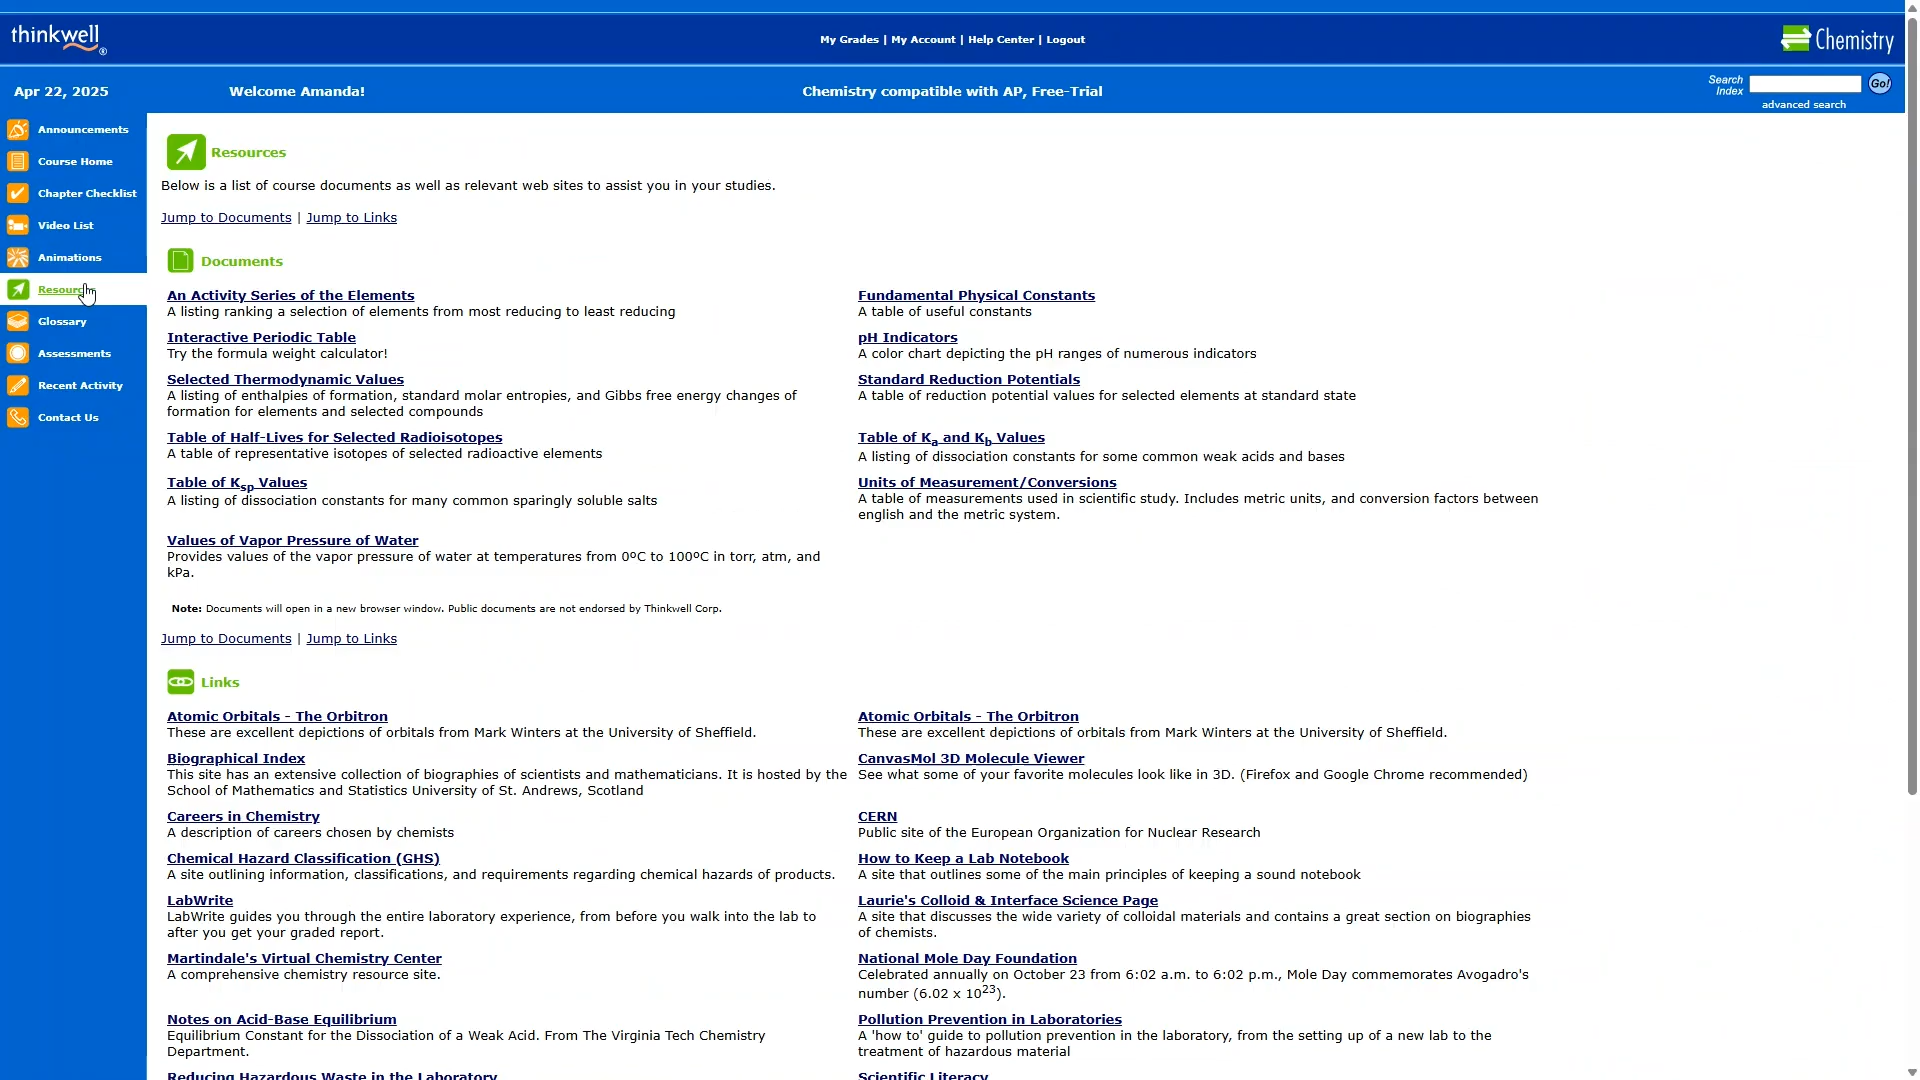 thinkwell®
My Grades | My Account | Help Center | Logout
Chemistry
Apr 22, 2025
Welcome Amanda!
Chemistry compatible with AP, Free-Trial
Search
Index
Go!
advanced search
Announcements
Course Home
Chapter Checklist
Video List
Animations
Glossary
Assessments
Recent Activity
Contact Us
Resources
Below is a list of course documents as well as relevant web sites to assist you in your studies.
Jump to Documents | Jump to Links
Documents
An Activity Series of the Elements
A listing ranking a selection of elements from most reducing to least reducing
Fundamental Physical Constants
A table of useful constants
Interactive Periodic Table
Try the formula weight calculator!
pH Indicators
A color chart depicting the pH ranges of numerous indicators
Selected Thermodynamic Values
A listing of enthalpies of formation, standard molar entropies, and Gibbs free energy changes of
formation for elements and selected compounds
Standard Reduction Potentials
A table of reduction potential values for selected elements at standard state
Table of Half-Lives for Selected Radioisotopes
A table of representative isotopes of selected radioactive elements
Table of Ka and Kb Values
A listing of dissociation constants for some common weak acids and bases
Table of Ksp Values
A listing of dissociation constants for many common sparingly soluble salts
Units of Measurement/Conversions
A table of measurements used in scientific study. Includes metric units, and conversion factors between
english and the metric system.
Values of Vapor Pressure of Water
Provides values of the vapor pressure of water at temperatures from 0ºC to 100ºC in torr, atm, and
kPa.
Note: Documents will open in a new browser window. Public documents are not endorsed by Thinkwell Corp.
Jump to Documents | Jump to Links
Links
Atomic Orbitals - The Orbitron
These are excellent depictions of orbitals from Mark Winters at the University of Sheffield.
Atomic Orbitals - The Orbitron
These are excellent depictions of orbitals from Mark Winters at the University of Sheffield.
Biographical Index
This site has an extensive collection of biographies of scientists and mathematicians. It is hosted by the
School of Mathematics and Statistics University of St. Andrews, Scotland
CanvasMol 3D Molecule Viewer
See what some of your favorite molecules look like in 3D. (Firefox and Google Chrome recommended)
Careers in Chemistry
A description of careers chosen by chemists
CERN
Public site of the European Organization for Nuclear Research
Chemical Hazard Classification (GHS)
A site outlining information, classifications, and requirements regarding chemical hazards of products.
How to Keep a Lab Notebook
A site that outlines some of the main principles of keeping a sound notebook
LabWrite
LabWrite guides you through the entire laboratory experience, from before you walk into the lab to
after you get your graded report.
Laurie's Colloid & Interface Science Page
A site that discusses the wide variety of colloidal materials and contains a great section on biographies
of chemists.
Martindale's Virtual Chemistry Center
A comprehensive chemistry resource site.
National Mole Day Foundation
Celebrated annually on October 23 from 6:02 a.m. to 6:02 p.m., Mole Day commemorates Avogadro's
number (6.02 x 10²³).
Notes on Acid-Base Equilibrium
Equilibrium Constant for the Dissociation of a Weak Acid. From The Virginia Tech Chemistry
Department.
Pollution Prevention in Laboratories
A 'how to' guide to pollution prevention in the laboratory, from the setting up of a new lab to the
treatment of hazardous material
Reducing Hazardous Waste in the Laboratory
Scientific Literacy